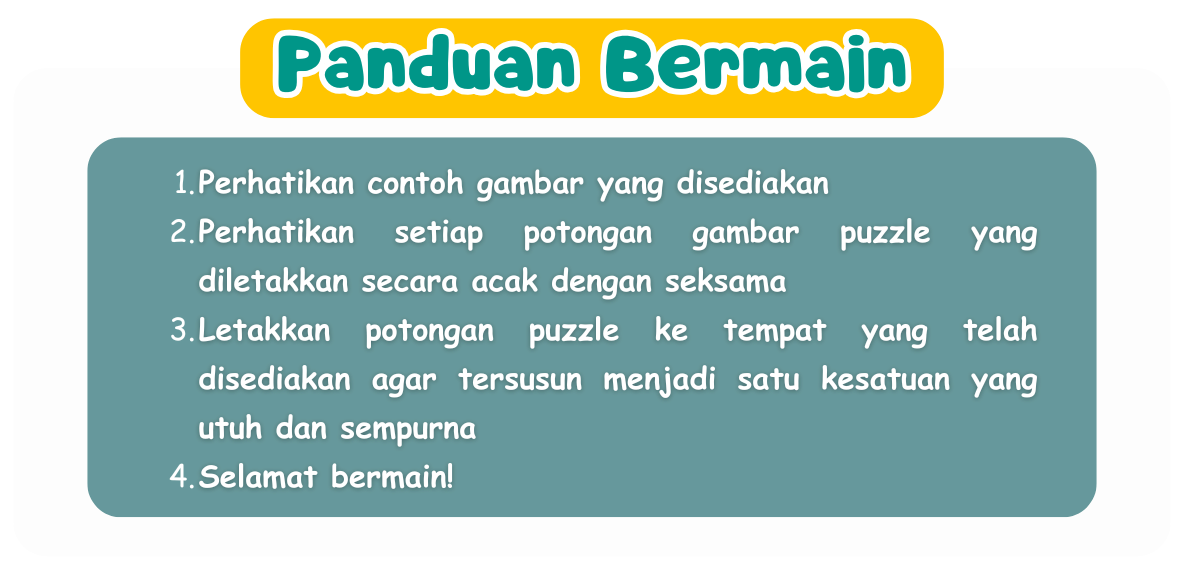 Panduan Bermain
1. Perhatikan contoh gambar yang disediakan
2. Perhatikan setiap potongan gambar puzzle yang
diletakkan secara acak dengan seksama
3. Letakkan potongan puzzle ke tempat yang telah
disediakan agar tersusun menjadi satu kesatuan yang
utuh dan sempurna
4. Selamat bermain!